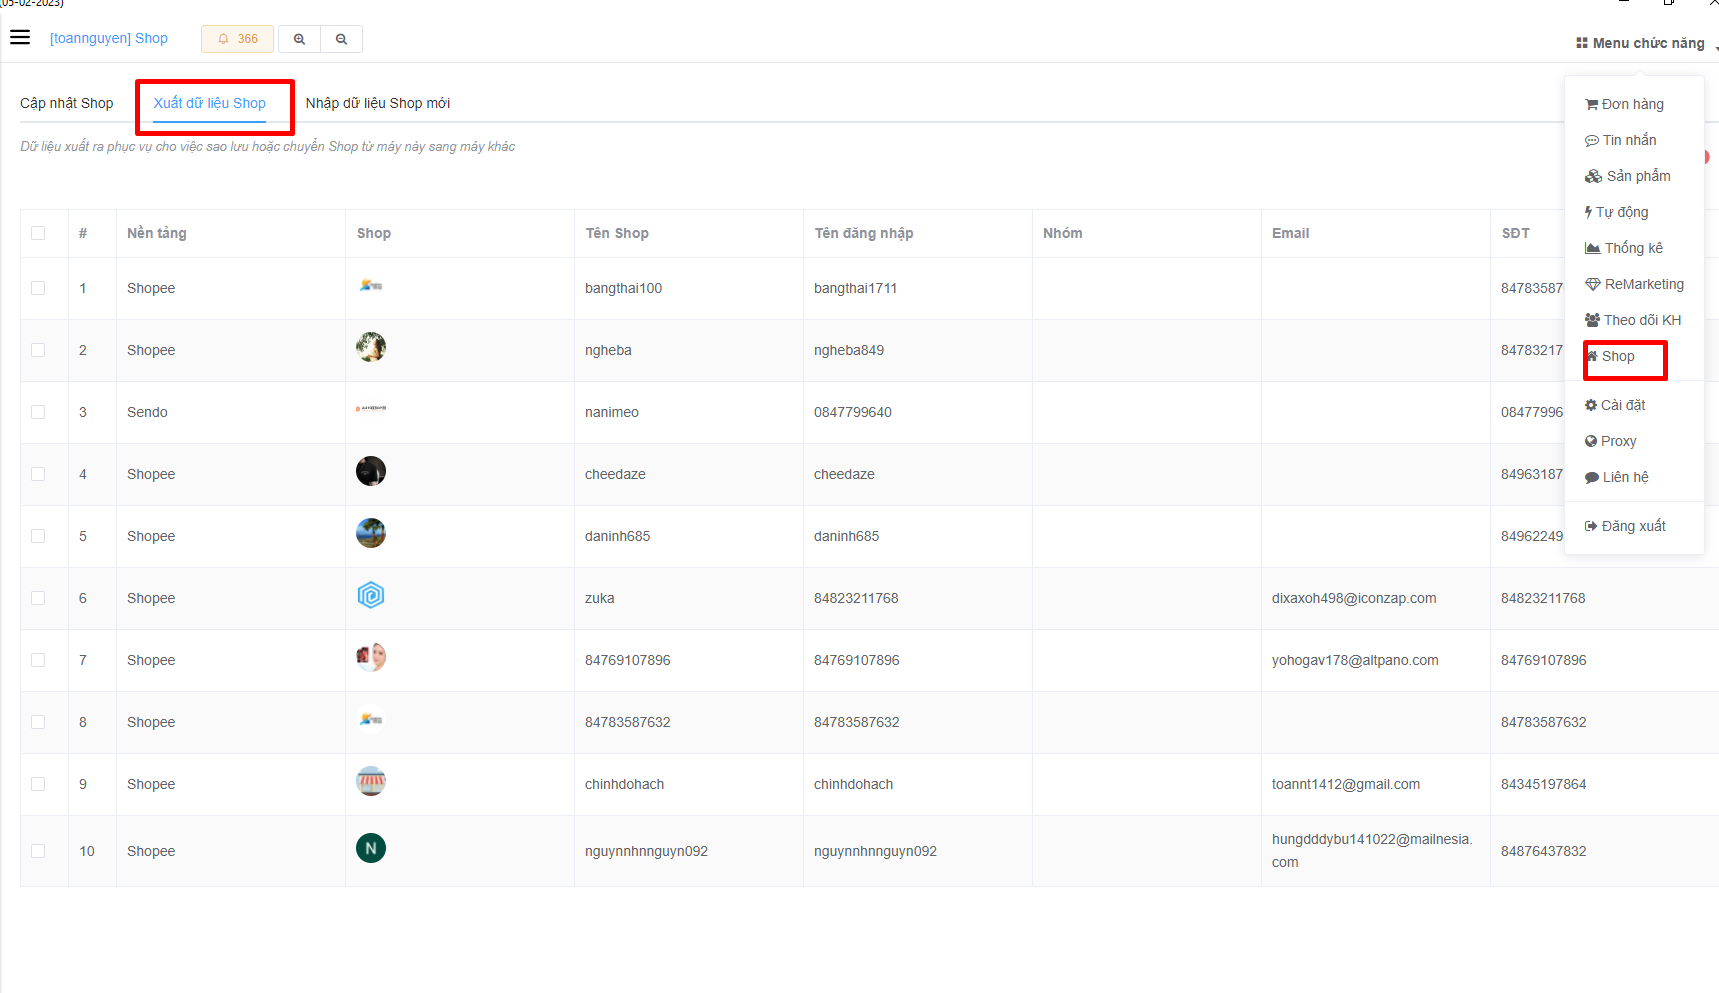 (05-02-2023)
[toannguyen] Shop
366
Menu chức năng
Cập nhật Shop
Xuất dữ liệu Shop
Nhập dữ liệu Shop mới
Dữ liệu xuất ra phục vụ cho việc sao lưu hoặc chuyển Shop từ máy này sang máy khác
Đơn hàng
Tin nhắn
Sản phẩm
Tự động
Thống kê
ReMarketing
Theo dõi KH
Shop
Cài đặt
Proxy
Liên hệ
Đăng xuất
# Nền tảng Shop Tên Shop Tên đăng nhập Nhóm Email SĐT
1 Shopee bangthai100 bangthai1711 84783587
2 Shopee ngheba ngheba849 84783217
3 Sendo nanimeo 0847799640 08477996
4 Shopee cheedaze cheedaze 84963187
5 Shopee daninh685 daninh685 84962249
6 Shopee zuka 84823211768 dixaxoh498@iconzap.com 84823211768
7 Shopee 84769107896 84769107896 yohogav178@altpano.com 84769107896
8 Shopee 84783587632 84783587632 84783587632
9 Shopee chinhdohach chinhdohach toannt1412@gmail.com 84345197864
10 Shopee N nguynnhnnguyn092 nguynnhnnguyn092 hungdddybu141022@mailnesia.
com 84876437832